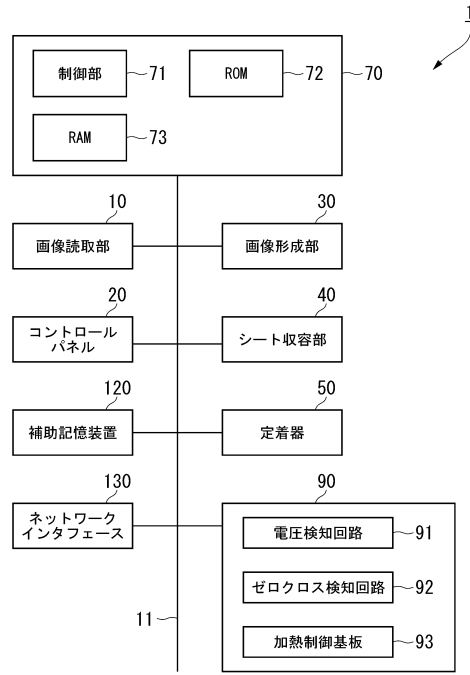 1
制御部
71
ROM
72
70
RAM
73
10
画像読取部
30
画像形成部
20
コントロール
パネル
40
シート収容部
120
補助記憶装置
50
定着器
130
ネットワーク
インタフェース
90
電圧検知回路
91
ゼロクロス検知回路
92
11
加熱制御基板
93